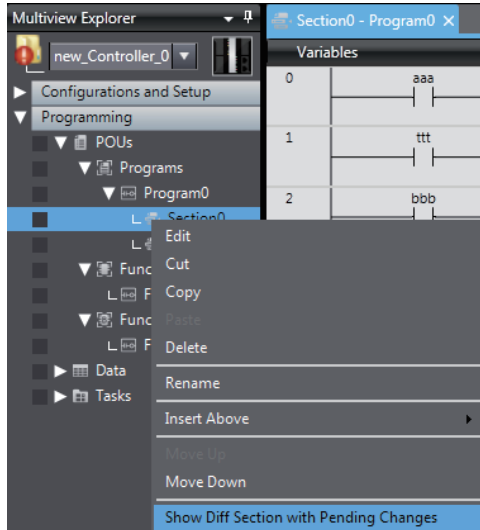 Multiview Explorer
new_Controller_0
Configurations and Setup
Programming
POUs
Programs
Program0
Section0
Func
F
Func
F
Data
Tasks
Edit
Cut
Copy
Paste
Delete
Rename
Insert Above
Move Up
Move Down
Show Diff Section with Pending Changes
Section0 - Program0
Variables
0
aaa
1
ttt
2
bbb